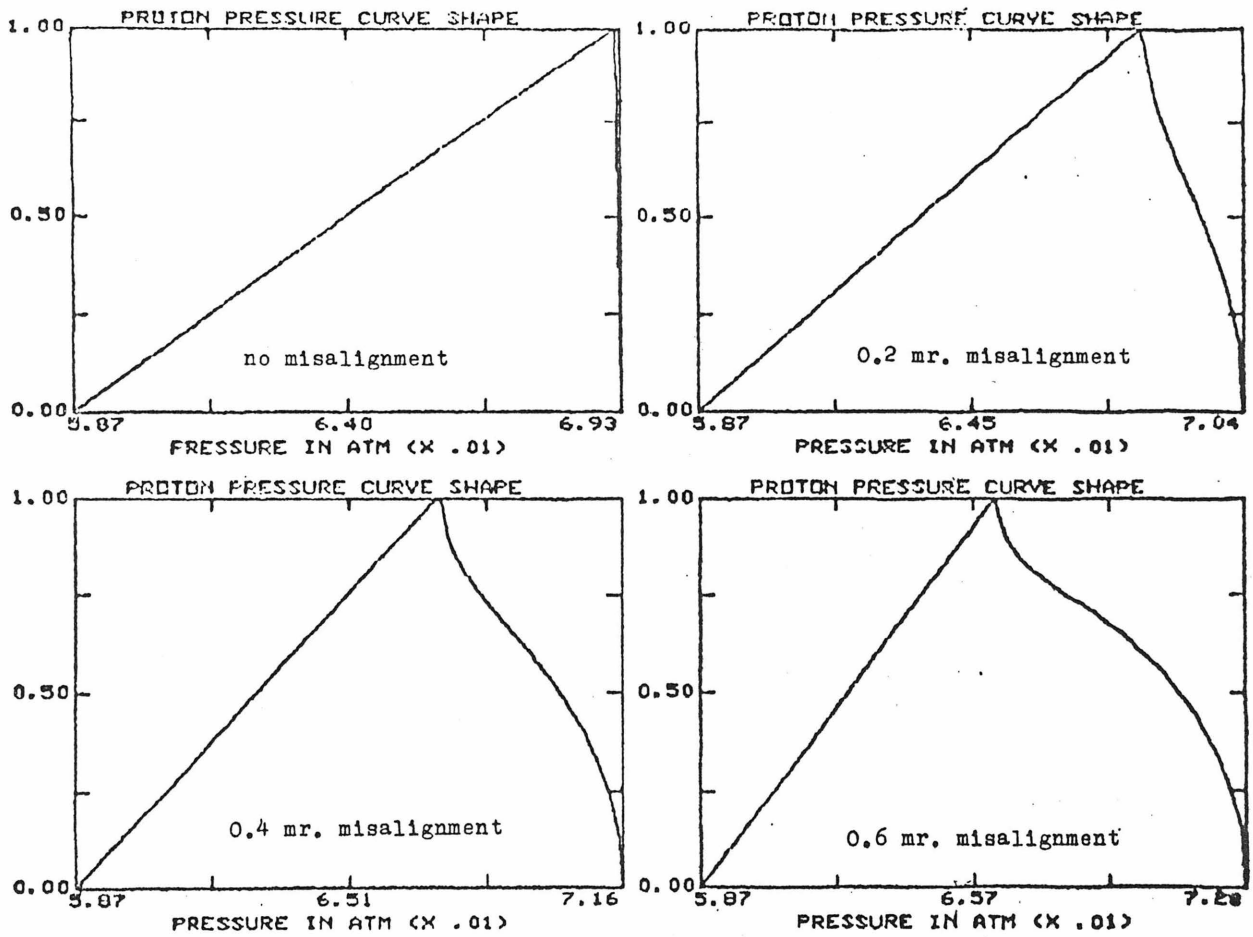 PROTON PRESSURE CURVE SHAPE
1.00
0.50
0.00
no misalignment
5.87 6.40 6.93
PRESSURE IN ATM (X .01)
PROTON PRESSURE CURVE SHAPE
1.00
0.50
0.00
0.2 mr. misalignment
5.87 6.45 7.04
PRESSURE IN ATM (X .01)
PROTON PRESSURE CURVE SHAPE
1.00
0.50
0.00
0.4 mr. misalignment
5.87 6.51 7.16
PRESSURE IN ATM (X .01)
PROTON PRESSURE CURVE SHAPE
1.00
0.50
0.00
0.6 mr. misalignment
5.87 6.57
PRESSURE IN ATM (X .01)